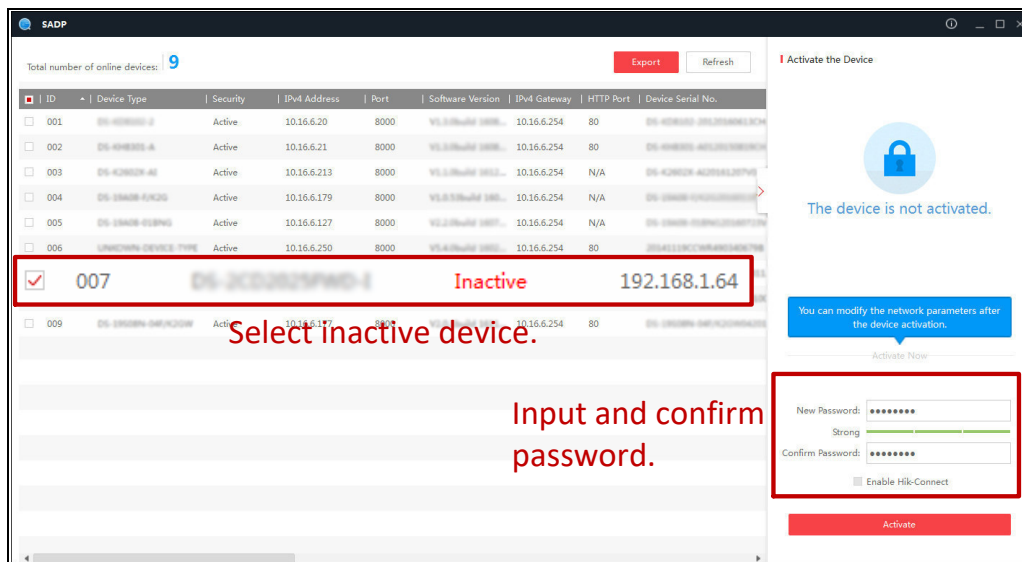 SADP
Total number of online devices: 9
Export
Refresh
ID | Device Type | Security | IPv4 Address | Port | Software Version | IPv4 Gateway | HTTP Port | Device Serial No.
001 Active 10.16.6.20 8000 10.16.6.254 80
002 Active 10.16.6.21 8000 10.16.6.254 80
003 Active 10.16.6.213 8000 10.16.6.254 N/A
004 Active 10.16.6.179 8000 10.16.6.254 N/A
005 Active 10.16.6.127 8000 10.16.6.254 N/A
006 Active 10.16.6.250 8000 10.16.6.254 80
007 Inactive 192.168.1.64
009 Active 8000 10.16.6.254 80
Select inactive device.
Input and confirm
password.
Activate the Device
The device is not activated.
You can modify the network parameters after
the device activation.
Activate Now
New Password:
Strong
Confirm Password:
Enable Hik-Connect
Activate